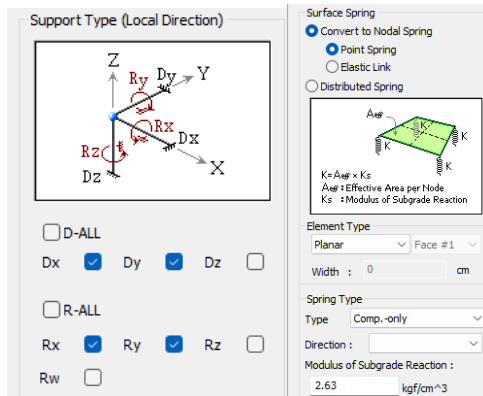 Support Type (Local Direction)
Z
Ry
Dy
Y
Rx
Dx
Rz
X
Dz
D-ALL
Dx Dy Dz
R-ALL
Rx Ry Rz
Rw
Surface Spring
Convert to Nodal Spring
Point Spring
Elastic Link
Distributed Spring
Aeff
K
K
K
K
K=Aeff x Ks
Aeff : Effective Area per Node
Ks : Modulus of Subgrade Reaction
Element Type
Planar Face #1
Width : 0 cm
Spring Type
Type Comp.-only
Direction :
Modulus of Subgrade Reaction :
2.63 kgf/cm^3